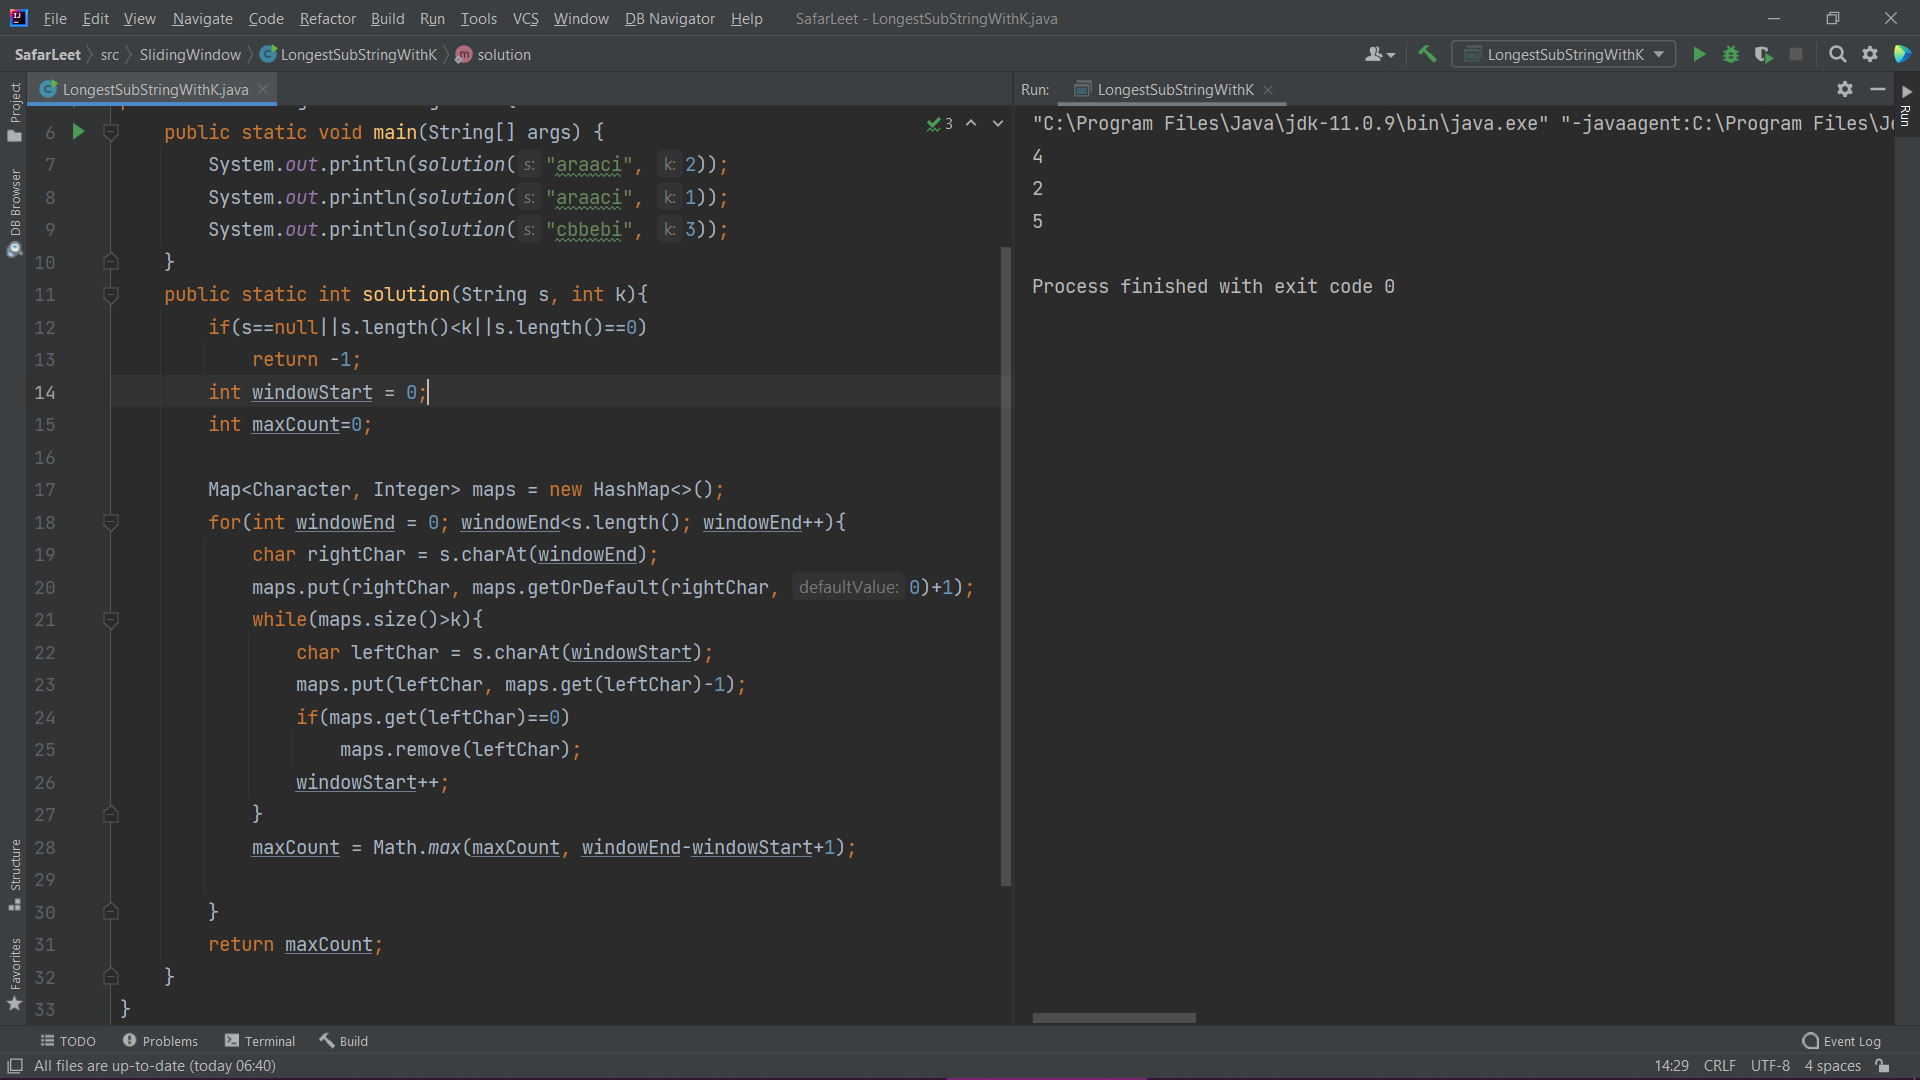 File Edit View Navigate Code Refactor Build Run Tools VCS Window DB Navigator Help SafarLeet - LongestSubStringWithK.java
SafarLeet src SlidingWindow LongestSubStringWithK solution LongestSubStringWithK
LongestSubStringWithK.java
Run: LongestSubStringWithK
Project
DB Browser
Structure
Favorites
Run
3
6 public static void main(String[] args) {
7 System.out.println(solution( s: "araaci", k: 2));
8 System.out.println(solution( s: "araaci", k: 1));
9 System.out.println(solution( s: "cbbebi", k: 3));
10 }
11 public static int solution(String s, int k){
12 if(s==null||s.length()<k||s.length()==0)
13 return -1;
14 int windowStart = 0;
15 int maxCount=0;
16
17 Map<Character, Integer> maps = new HashMap<>();
18 for(int windowEnd = 0; windowEnd<s.length(); windowEnd++){
19 char rightChar = s.charAt(windowEnd);
20 maps.put(rightChar, maps.getOrDefault(rightChar, defaultValue: 0)+1);
21 while(maps.size()>k){
22 char leftChar = s.charAt(windowStart);
23 maps.put(leftChar, maps.get(leftChar)-1);
24 if(maps.get(leftChar)==0)
25 maps.remove(leftChar);
26 windowStart++;
27 }
28 maxCount = Math.max(maxCount, windowEnd-windowStart+1);
29
30 }
31 return maxCount;
32 }
33 }
"C:\Program Files\Java\jdk-11.0.9\bin\java.exe" "-javaagent:C:\Program Files\Je
4
2
5
Process finished with exit code 0
TODO Problems Terminal Build Event Log
All files are up-to-date (today 06:40) 14:29 CRLF UTF-8 4 spaces